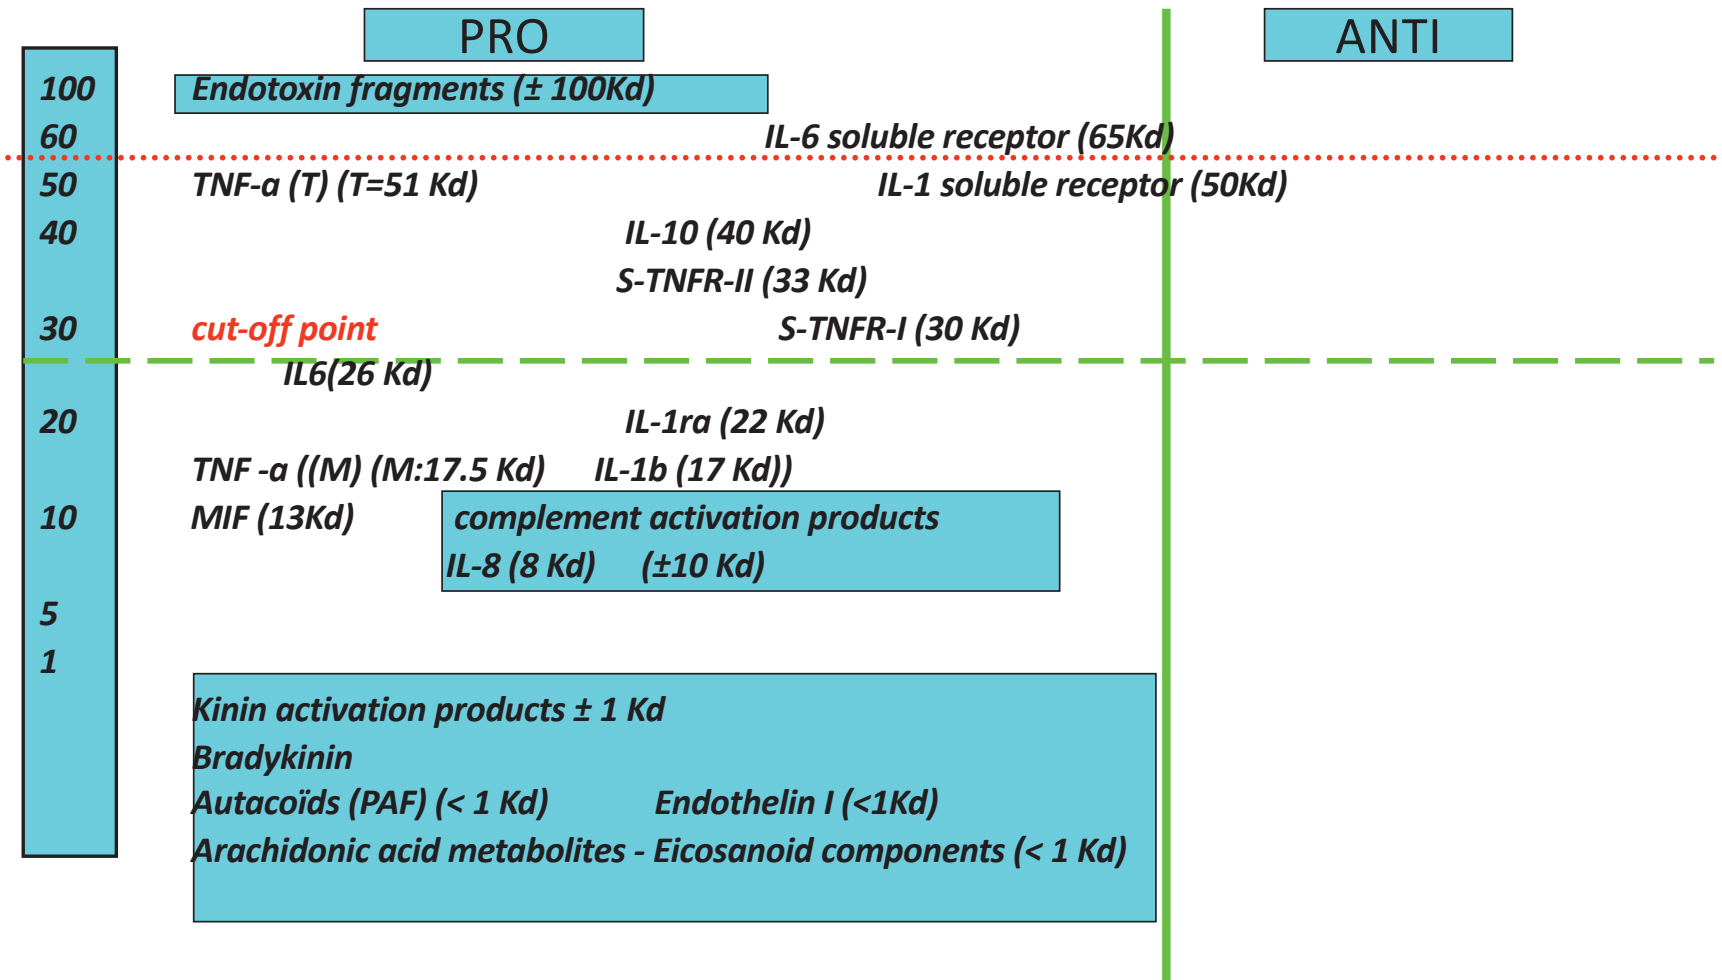 PRO ANTI
100 Endotoxin fragments (± 100Kd)
60 IL-6 soluble receptor (65Kd)
50 TNF-a (T) (T=51 Kd) IL-1 soluble receptor (50Kd)
40 IL-10 (40 Kd)
S-TNFR-II (33 Kd)
30 cut-off point S-TNFR-I (30 Kd)
IL6(26 Kd)
20 IL-1ra (22 Kd)
TNF -a ((M) (M:17.5 Kd) IL-1b (17 Kd))
10 MIF (13Kd) complement activation products
IL-8 (8 Kd) (±10 Kd)
5
1
Kinin activation products ± 1 Kd
Bradykinin
Autacoïds (PAF) (< 1 Kd) Endothelin I (<1Kd)
Arachidonic acid metabolites - Eicosanoid components (< 1 Kd)